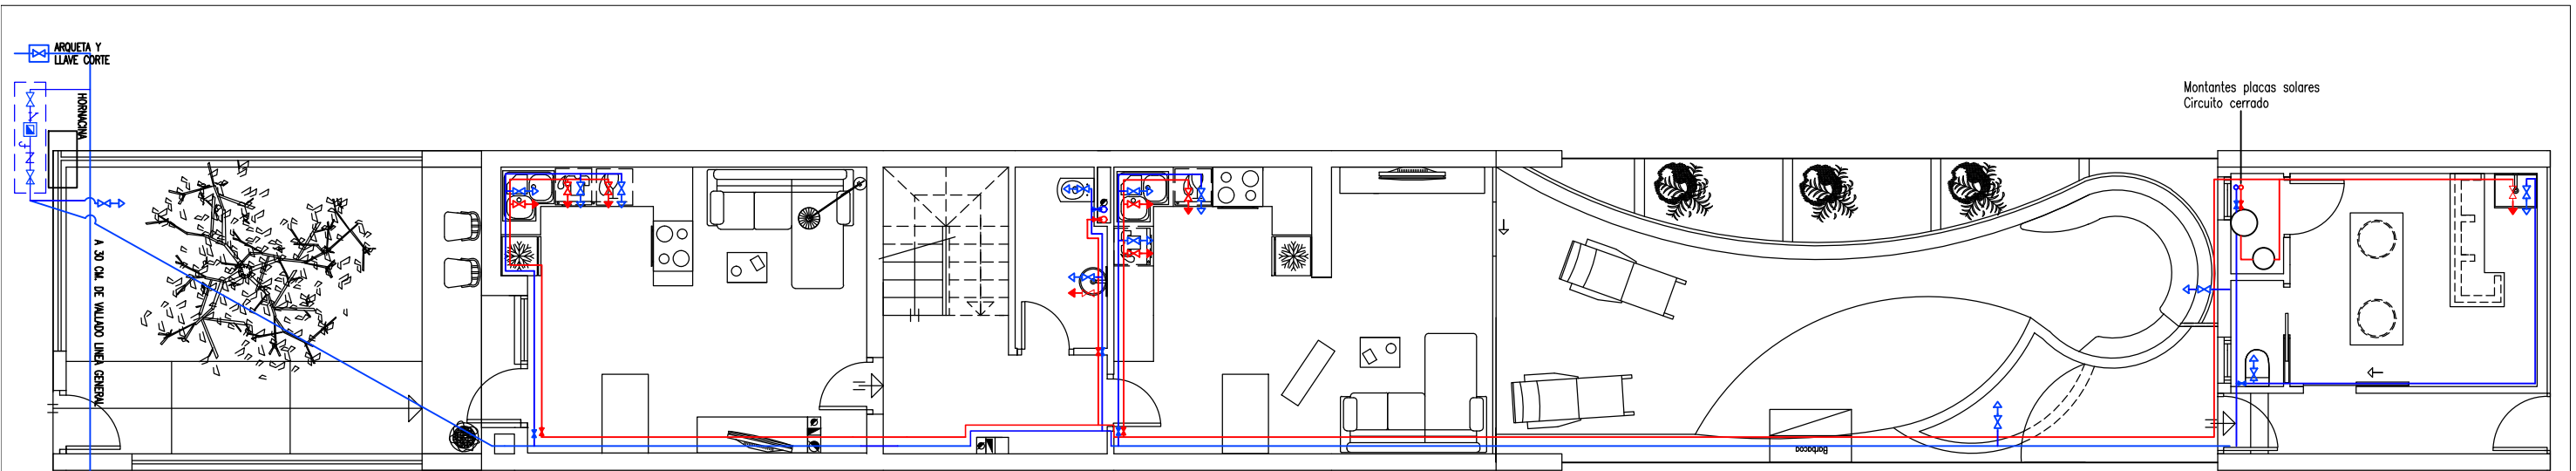 ARQUETA Y
LLAVE CORTE
HORNACINA
A 30 CM. DE VALLADO LINEA GENERAL
Montantes placas solares
Circuito cerrado
Barbacoa